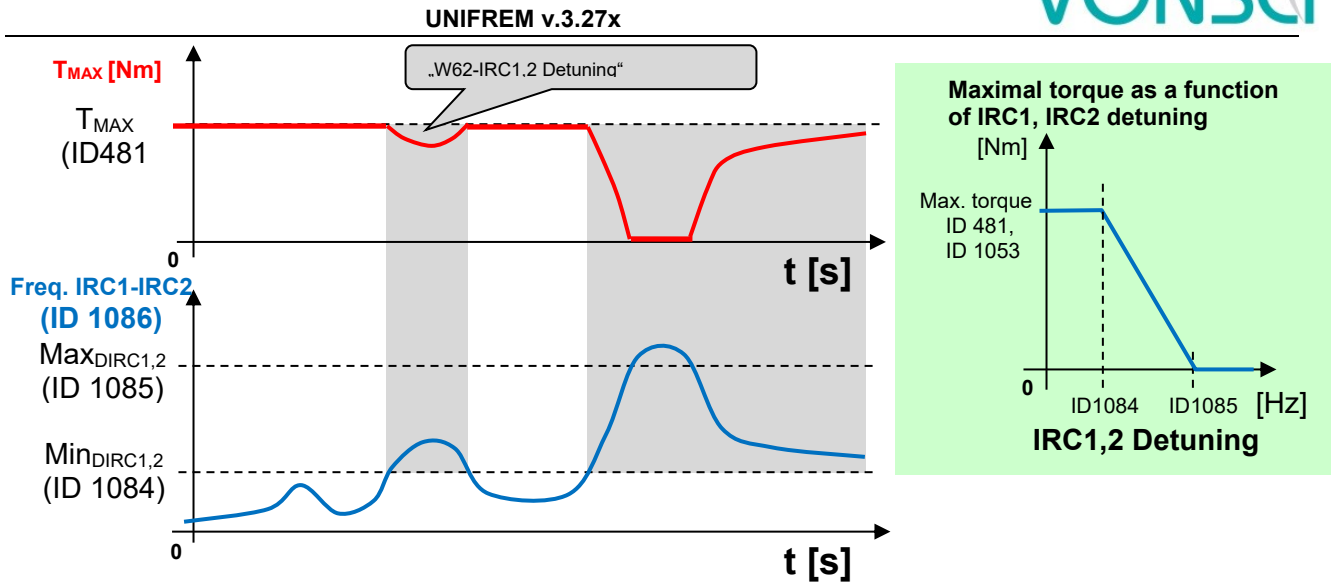 VONSCH
UNIFREM v.3.27x
TMAX [Nm]
„W62-IRC1,2 Detuning“
TMAX
(ID481
0
t [s]
Freq. IRC1-IRC2
(ID 1086)
MaxDIRC1,2
(ID 1085)
MinDIRC1,2
(ID 1084)
0
t [s]
Maximal torque as a function
of IRC1, IRC2 detuning
[Nm]
Max. torque
ID 481,
ID 1053
0
ID1084 ID1085 [Hz]
IRC1,2 Detuning